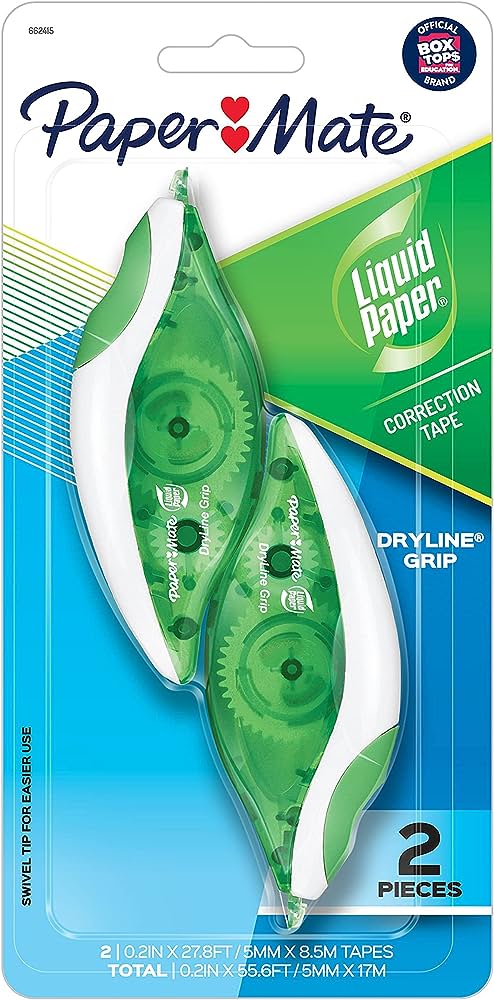 662415
OFFICIAL
BOX
TOPS
FOR
EDUCATION
BRAND
Paper Mate®
Liquid
Paper®
CORRECTION
TAPE
DRYLINE®
GRIP
Liquid
Paper
Paper Mate
DryLine Grip
Paper Mate
DryLine Grip
Liquid
Paper
SWIVEL TIP FOR EASIER USE
2
PIECES
2 | 0.2IN X 27.8FT / 5MM X 8.5M TAPES
TOTAL | 0.2IN X 55.6FT / 5MM X 17M